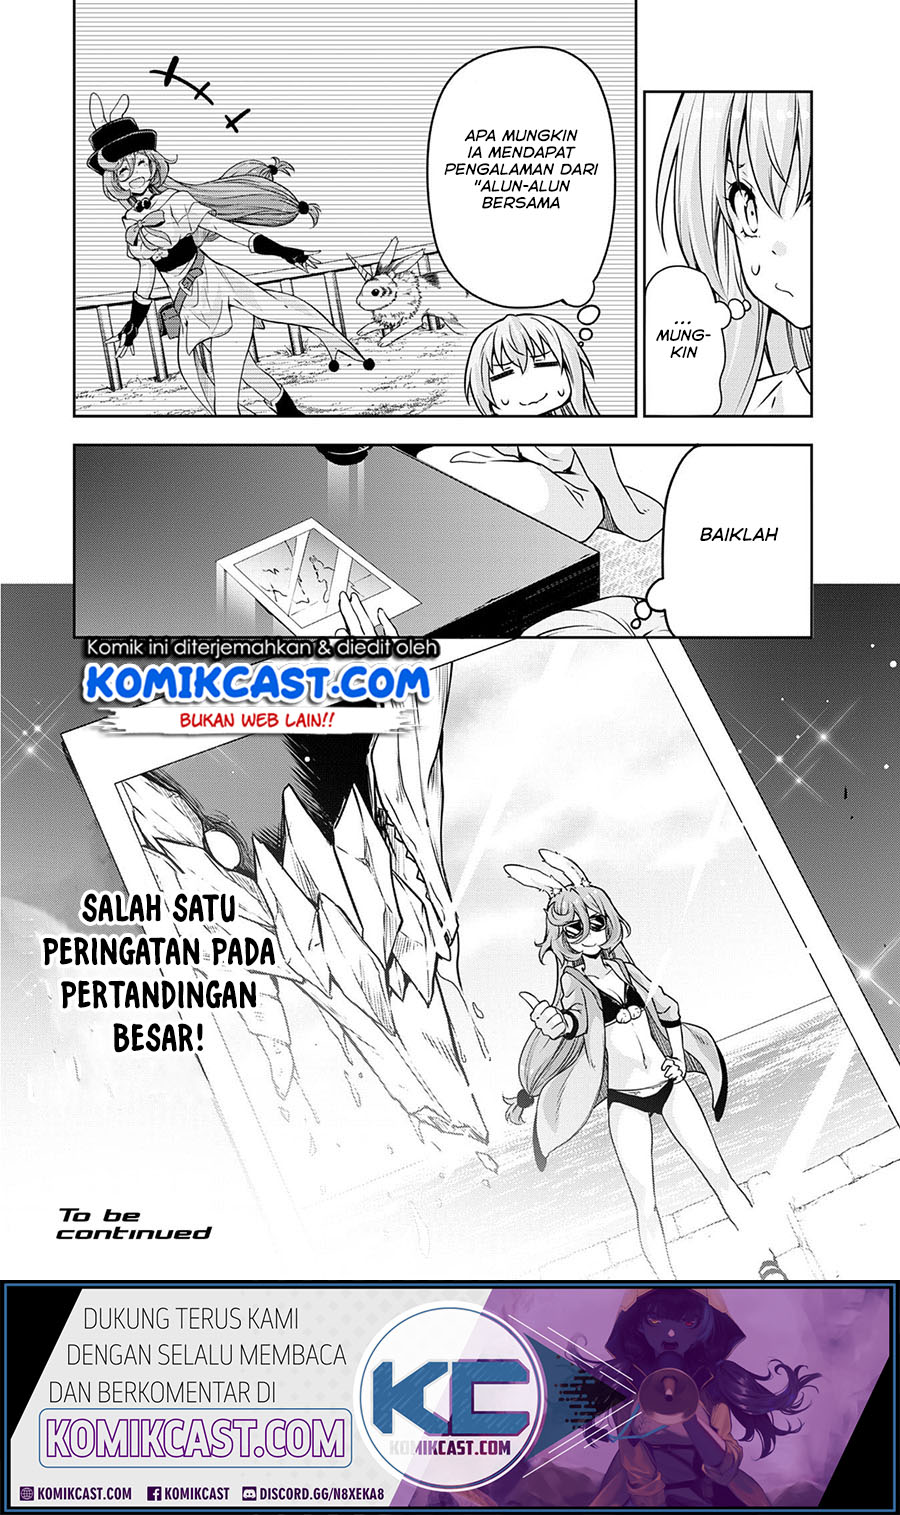 ...
MUNG-
KIN
APA MUNGKIN
IA MENDAPAT
PENGALAMAN DARI
"ALUN-ALUN
BERSAMA
BAIKLAH
Komik ini diterjemahkan & diedit oleh
KOMIKCAST.COM
BUKAN WEB LAIN!!
SALAH SATU
PERINGATAN PADA
PERTANDINGAN
BESAR!
To be
continued
DUKUNG TERUS KAMI
DENGAN SELALU MEMBACA
DAN BERKOMENTAR DI
KOMIKCAST.COM
KOMIKCAST.COM
KOMIKCAST
DISCORD.GG/N8XEKA8
KC
KOMIKCAST.COM